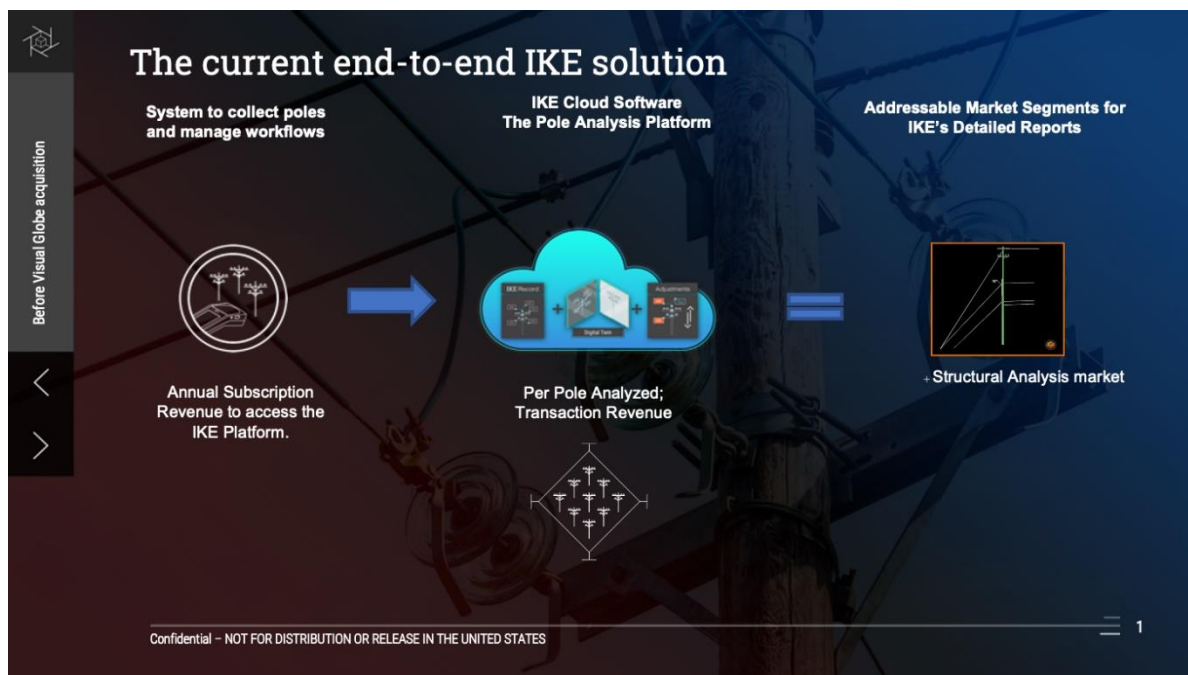 The current end-to-end IKE solution
Before Visual Globe acquisition
System to collect poles
and manage workflows
IKE Cloud Software
The Pole Analysis Platform
Addressable Market Segments for
IKE's Detailed Reports
IKE Record
+
Digital Twin
+
Adjustments
Annual Subscription
Revenue to access the
IKE Platform.
Per Pole Analyzed;
Transaction Revenue
+ Structural Analysis market
Confidential – NOT FOR DISTRIBUTION OR RELEASE IN THE UNITED STATES
1